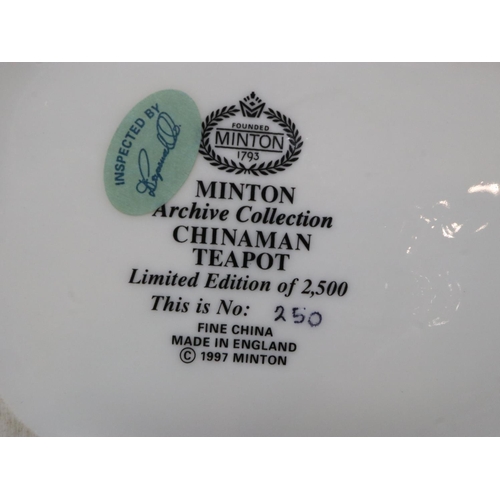 INSPECTED BY
FOUNDED
MINTON
1793
MINTON
Archive Collection
CHINAMAN
TEAPOT
Limited Edition of 2,500
This is No: 250
FINE CHINA
MADE IN ENGLAND
© 1997 MINTON